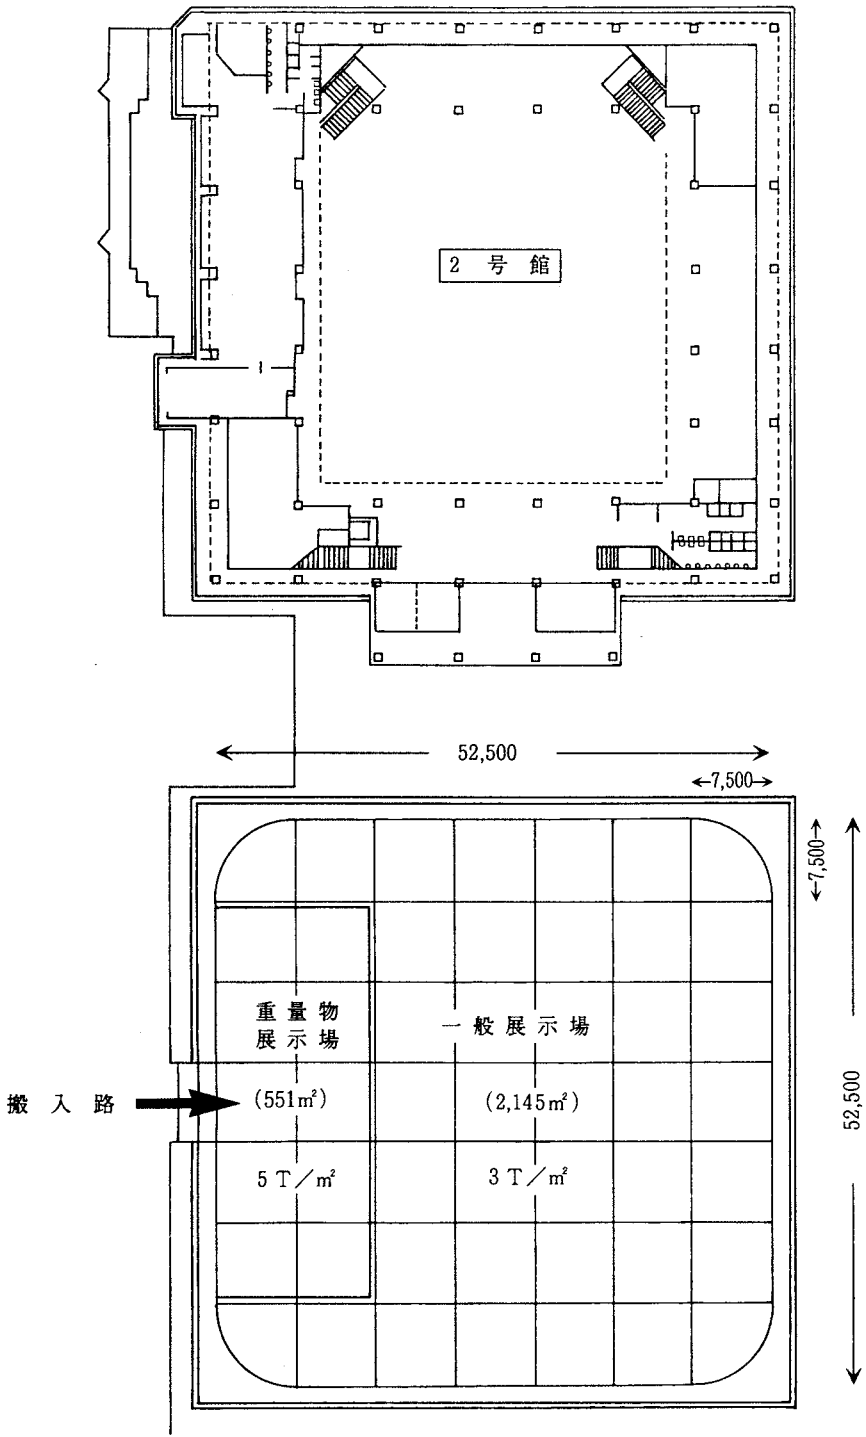 2 号 館
52,500
7,500
7,500
重 量 物
展 示 場
一 般 展 示 場
搬 入 路
(551㎡)
(2,145㎡)
52,500
5 T／㎡
3 T／㎡